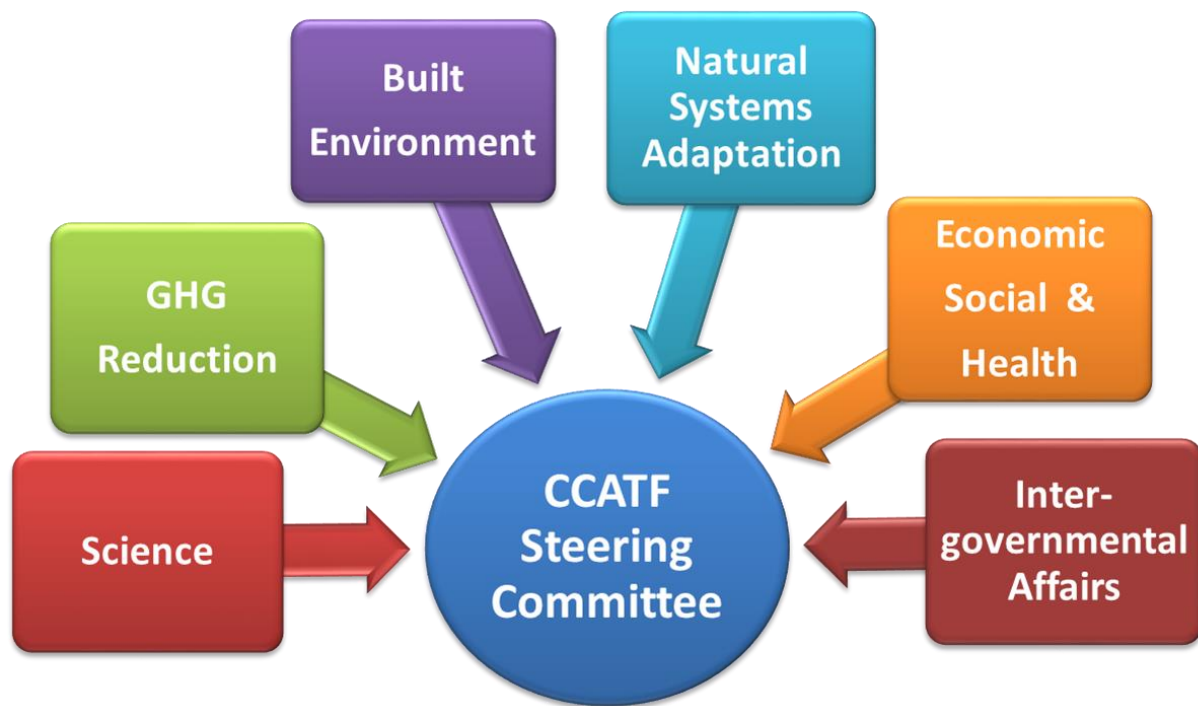 Built
Environment
Natural
Systems
Adaptation
GHG
Reduction
Economic
Social &
Health
Science
CCATF
Steering
Committee
Inter-
governmental
Affairs